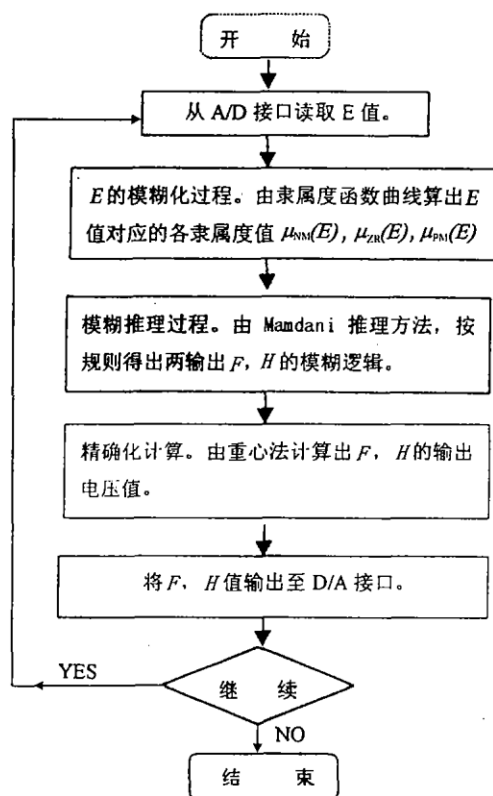 开 始
从 A/D 接口读取 E 值。
E 的模糊化过程。由隶属度函数曲线算出 E
值对应的各隶属度值 μNM(E), μZR(E), μPM(E)
模糊推理过程。由 Mamdani 推理方法，按
规则得出两输出 F, H 的模糊逻辑。
精确化计算。由重心法计算出 F, H 的输出
电压值。
将 F, H 值输出至 D/A 接口。
YES
继 续
NO
结 束